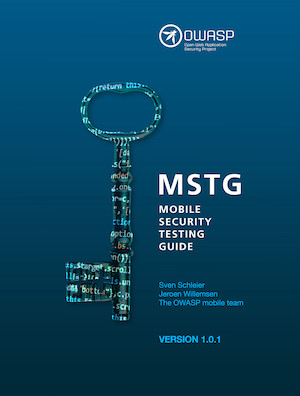 OWASP
Open Web Application
Security Project
MSTG
MOBILE
SECURITY
TESTING
GUIDE
Sven Schleier
Jeroen Willemsen
The OWASP mobile team
VERSION 1.0.1